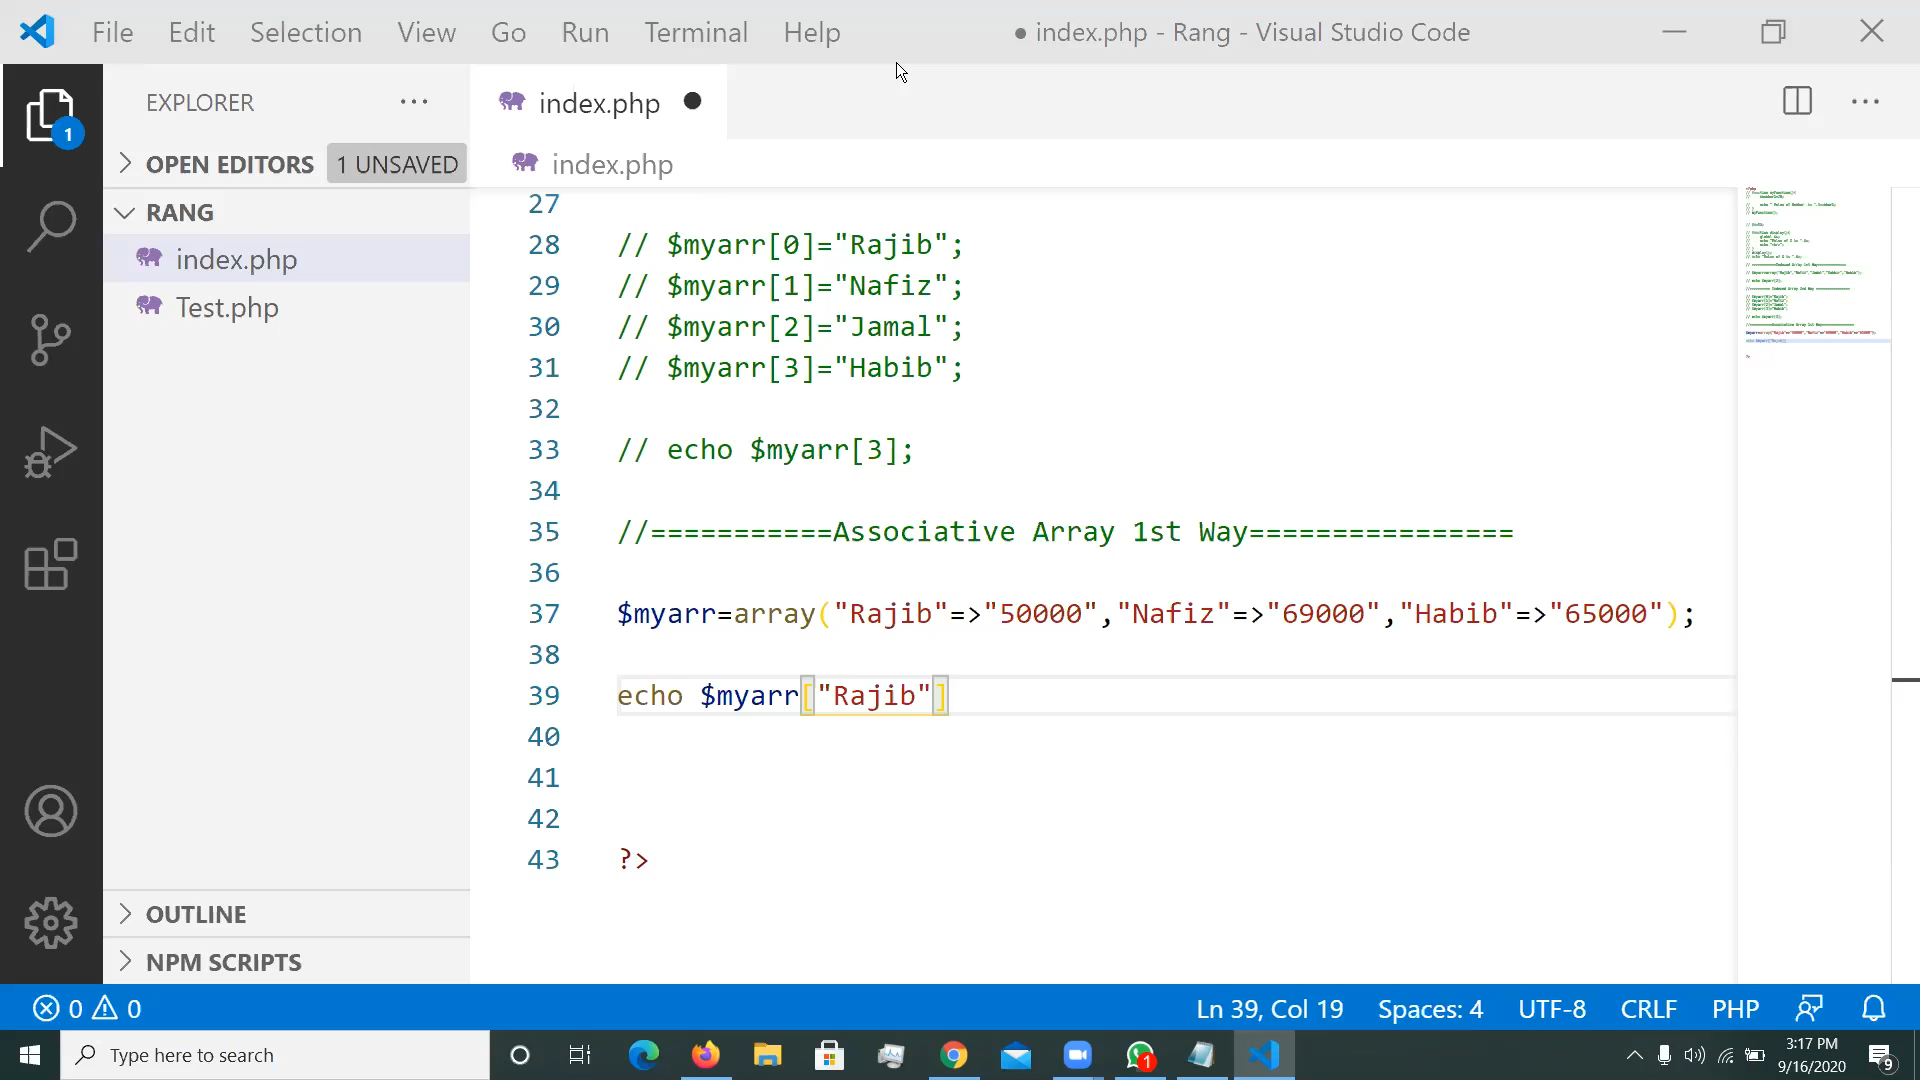 File Edit Selection View Go Run Terminal Help ● index.php - Rang - Visual Studio Code
EXPLORER ···
index.php ●
OPEN EDITORS 1 UNSAVED
index.php
RANG
index.php
Test.php
27
28 // $myarr[0]="Rajib";
29 // $myarr[1]="Nafiz";
30 // $myarr[2]="Jamal";
31 // $myarr[3]="Habib";
32
33 // echo $myarr[3];
34
35 //===========Associative Array 1st Way================
36
37 $myarr=array("Rajib"=>"50000","Nafiz"=>"69000","Habib"=>"65000");
38
39 echo $myarr["Rajib"]
40
41
42
43 ?>
OUTLINE
NPM SCRIPTS
1
0 0 Ln 39, Col 19 Spaces: 4 UTF-8 CRLF PHP
Type here to search
1
3:17 PM
9/16/2020
9